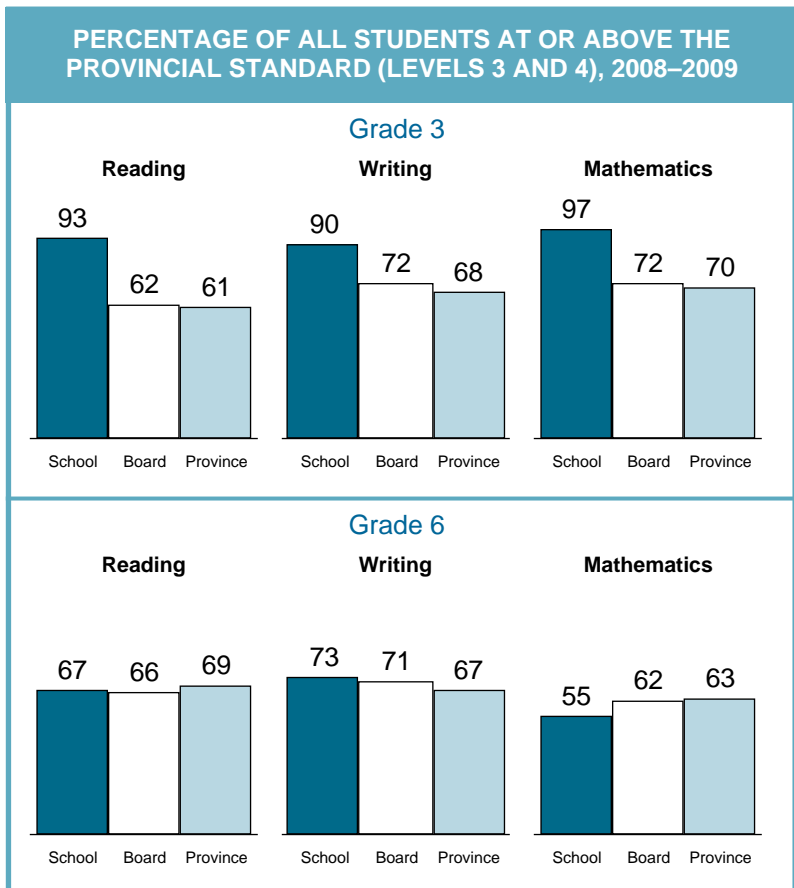 PERCENTAGE OF ALL STUDENTS AT OR ABOVE THE
PROVINCIAL STANDARD (LEVELS 3 AND 4), 2008–2009
Grade 3
Reading Writing Mathematics
93 62 61 90 72 68 97 72 70
School Board Province School Board Province School Board Province
Grade 6
Reading Writing Mathematics
67 66 69 73 71 67 55 62 63
School Board Province School Board Province School Board Province